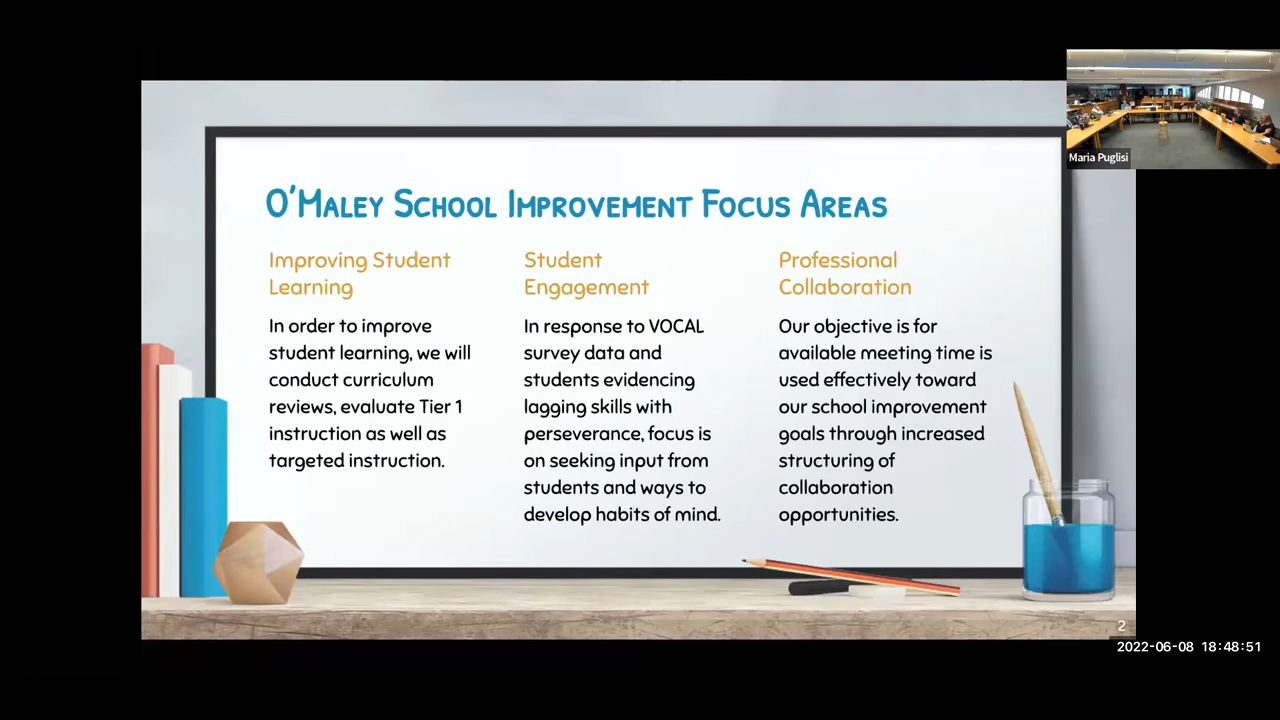 O'Maley School Improvement Focus Areas
Improving Student
Learning
In order to improve
student learning, we will
conduct curriculum
reviews, evaluate Tier 1
instruction as well as
targeted instruction.
Student
Engagement
In response to VOCAL
survey data and
students evidencing
lagging skills with
perseverance, focus is
on seeking input from
students and ways to
develop habits of mind.
Professional
Collaboration
Our objective is for
available meeting time is
used effectively toward
our school improvement
goals through increased
structuring of
collaboration
opportunities.
Maria Puglisi
2
2022-06-08 18:48:51